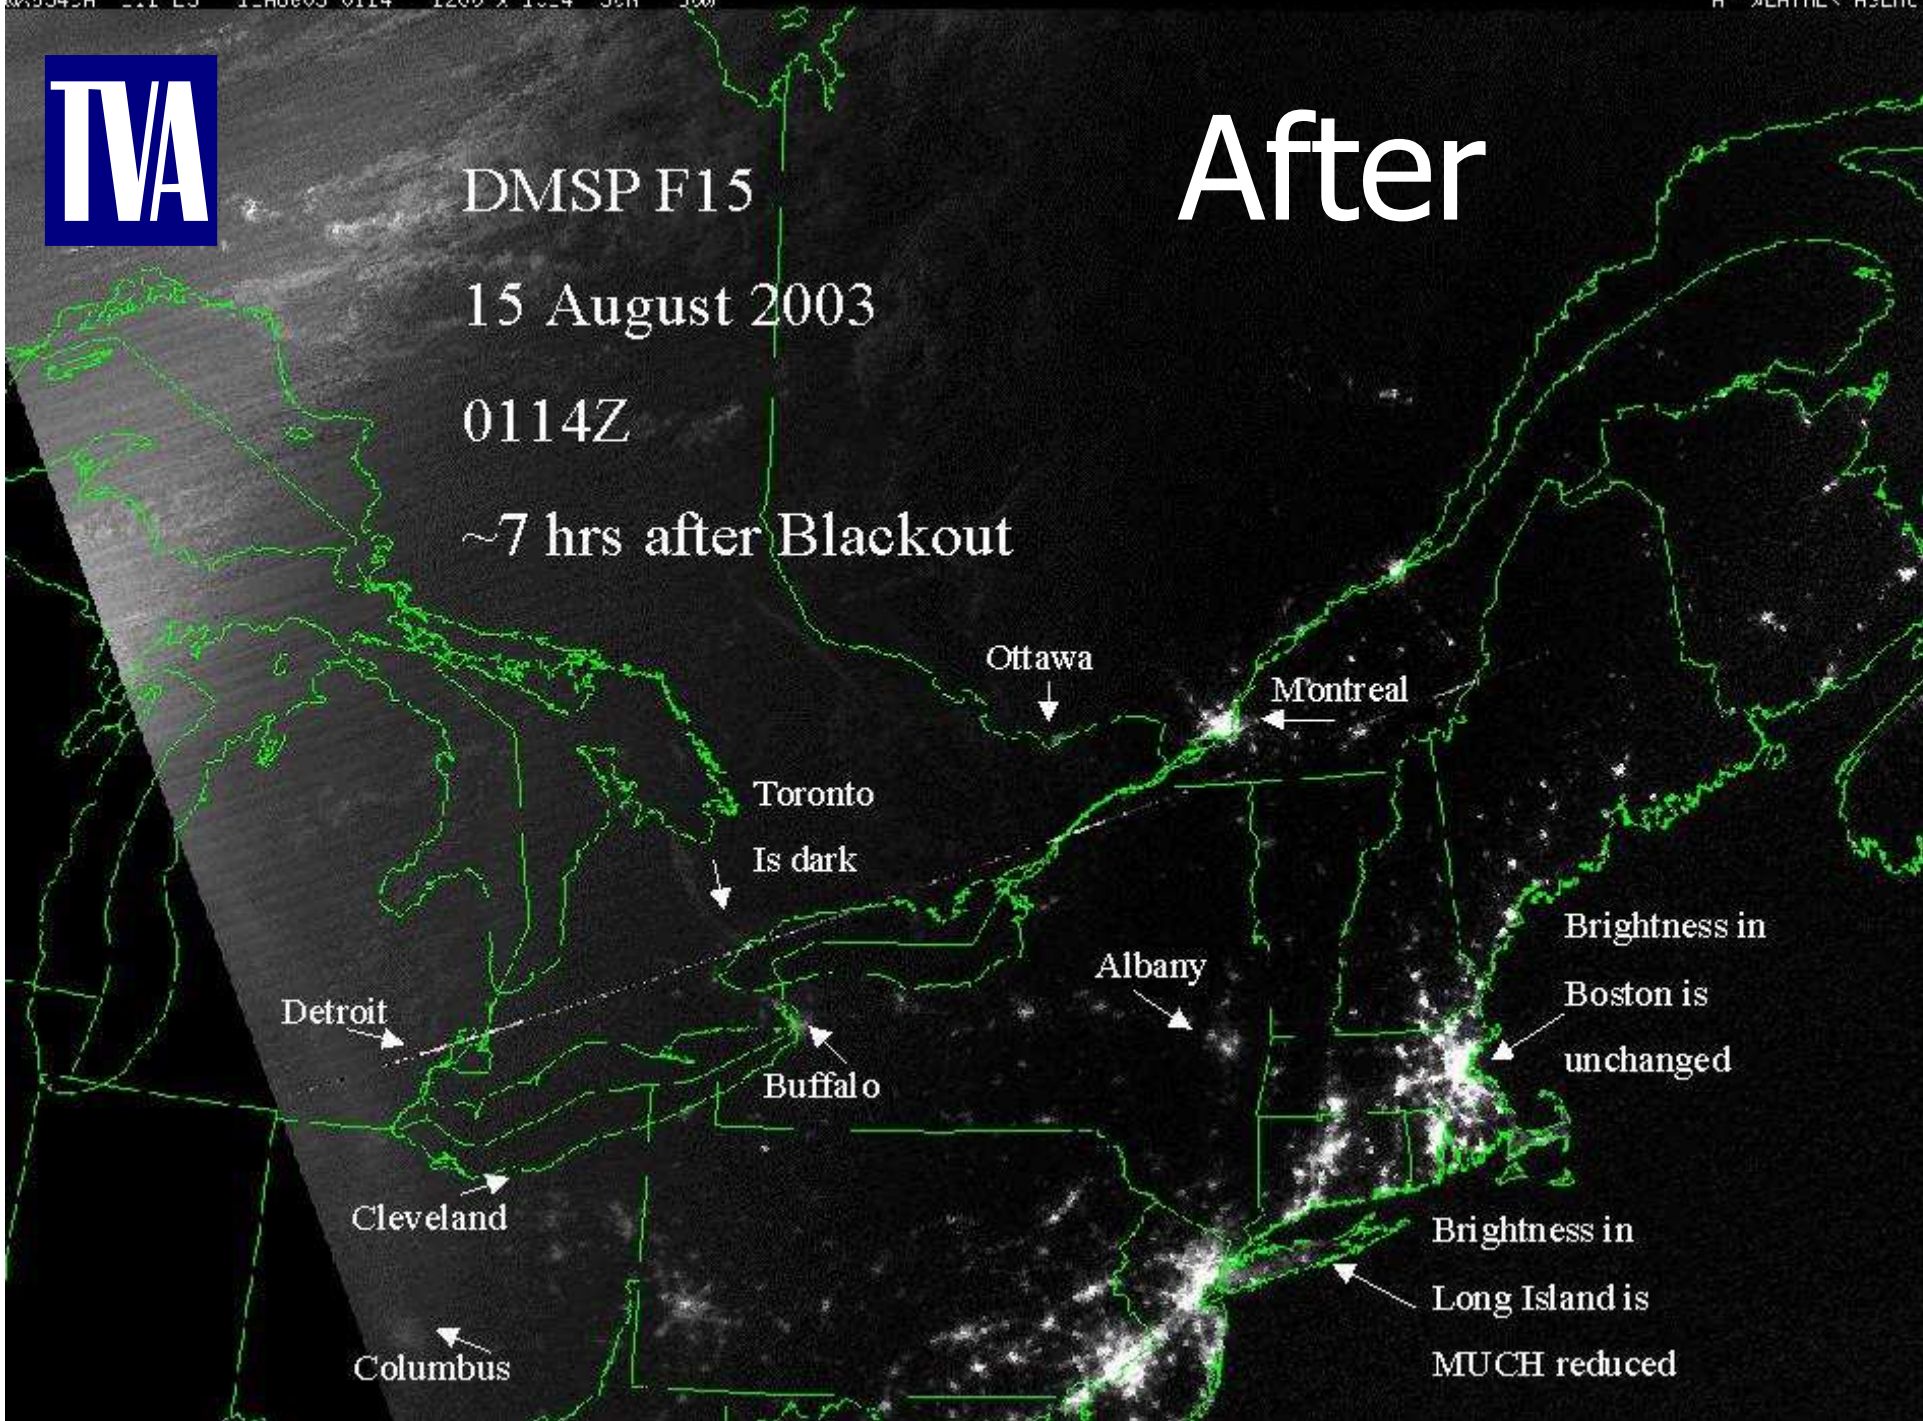 TVA
After
DMSP F15
15 August 2003
0114Z
~7 hrs after Blackout
Ottawa
Montreal
Toronto
Is dark
Brightness in
Boston is
unchanged
Albany
Detroit
Buffalo
Cleveland
Brightness in
Long Island is
MUCH reduced
Columbus